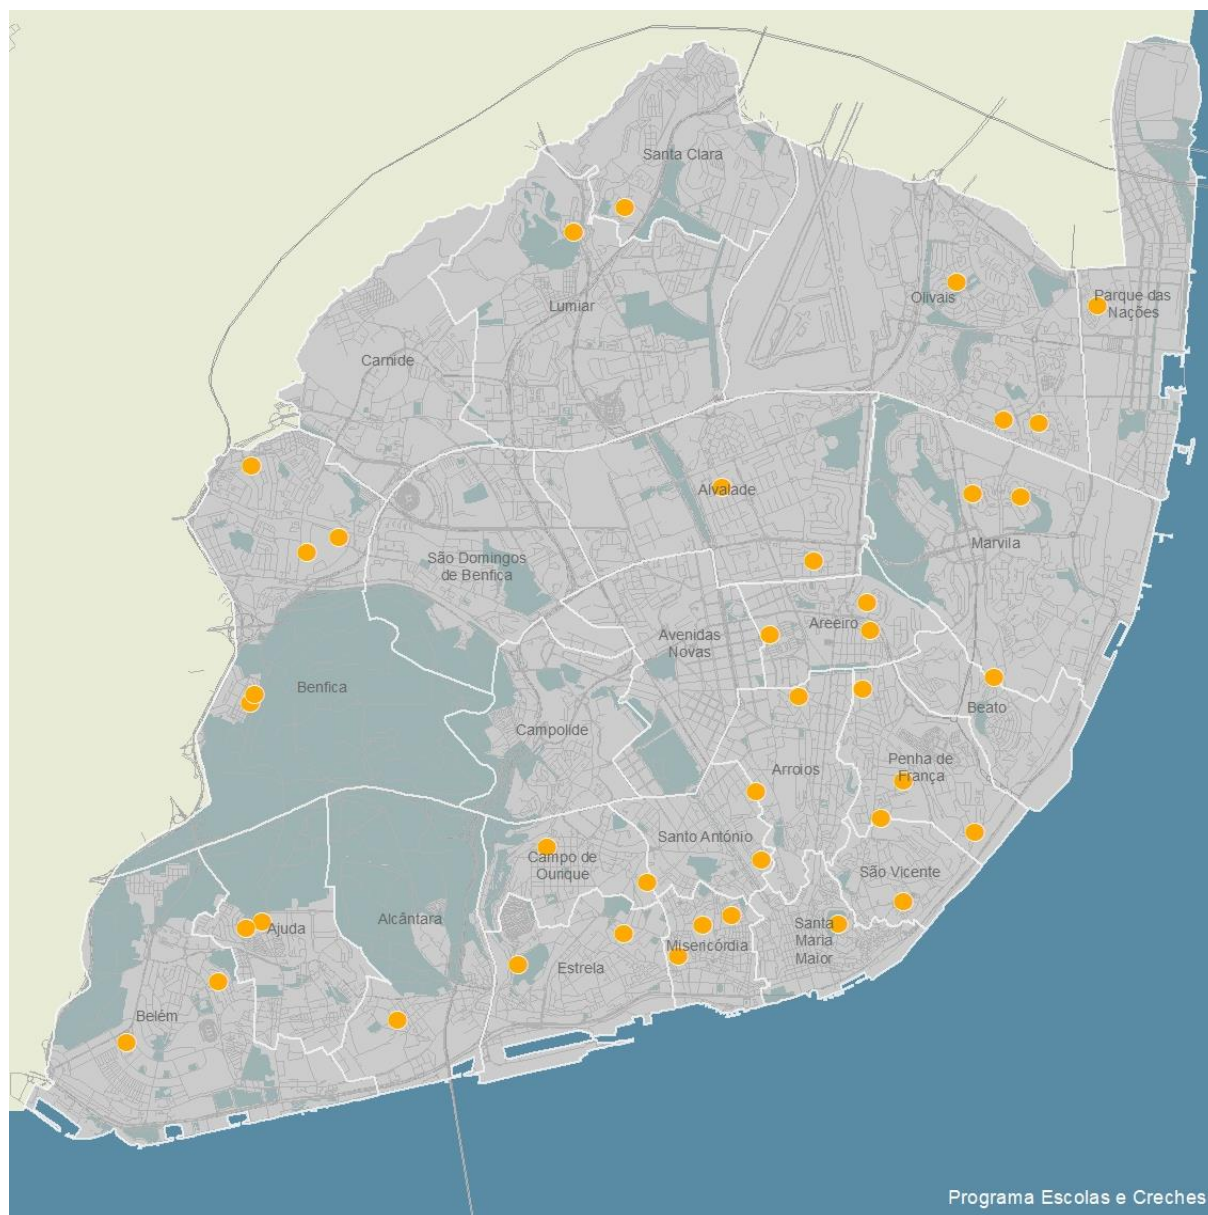 Santa Clara
Olivais
Parque das
Nações
Lumiar
Carnide
Alvalade
Marvila
São Domingos
de Benfica
Areeiro
Avenidas
Novas
Benfica
Beato
Campolide
Penha de
França
Arroios
Santo António
Campo de
Ourique
São Vicente
Alcântara
Ajuda
Santa
Maria
Maior
Misericórdia
Estrela
Belém
Programa Escolas e Creches